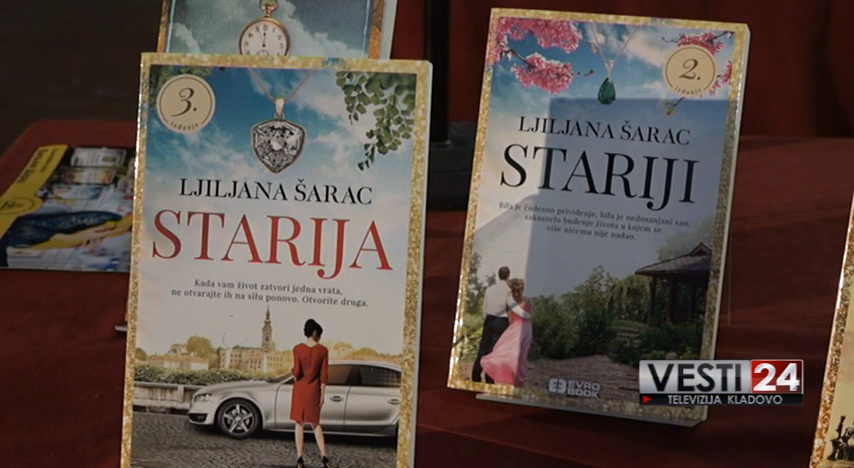 3.
izdanje
LJILJANA ŠARAC
STARIJA
Kada vam život zatvori jedna vrata,
ne otvarajte ih na silu ponovo. Otvorite druga.
2.
izdanje
LJILJANA ŠARAC
STARIJI
Bila je čudesno priviđenje, bila je nedosanjani san,
zakasnelo buđenje života u kojem se
više ničemu nije nadao.
EVRO
BOOK
VESTI 24
TELEVIZIJA KLADOVO